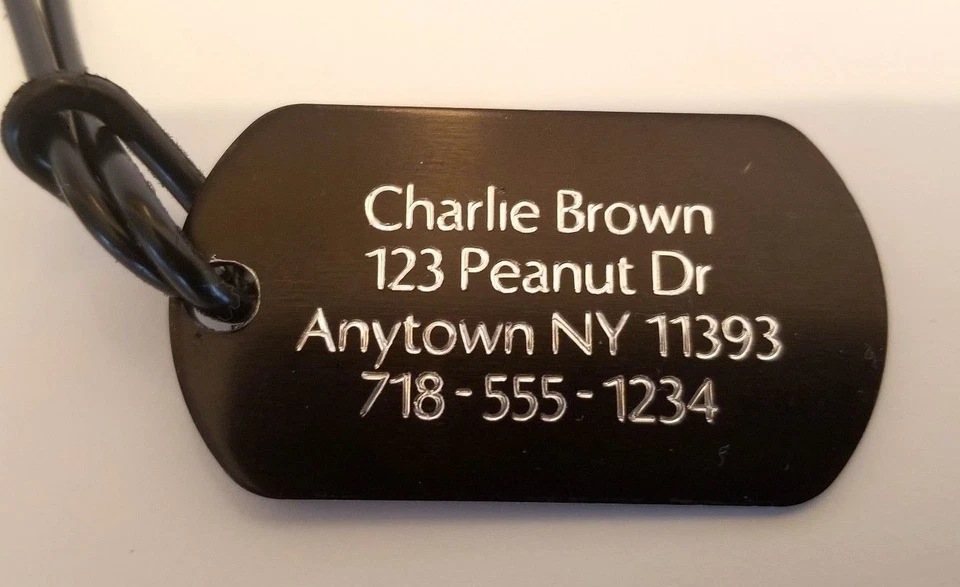 Charlie Brown
123 Peanut Dr
Anytown NY 11393
718-555-1234